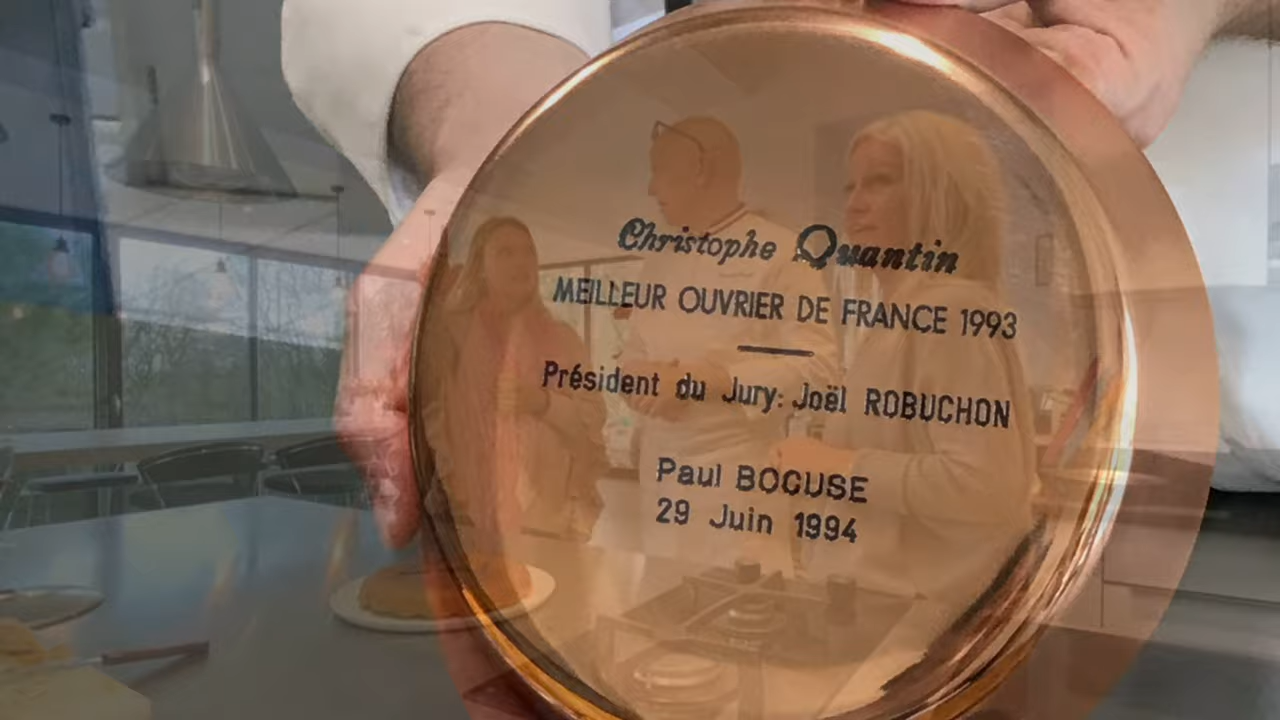 Christophe Quantin
MEILLEUR OUVRIER DE FRANCE 1993
Président du Jury: Joël ROBUCHON
Paul BOCUSE
29 Juin 1994